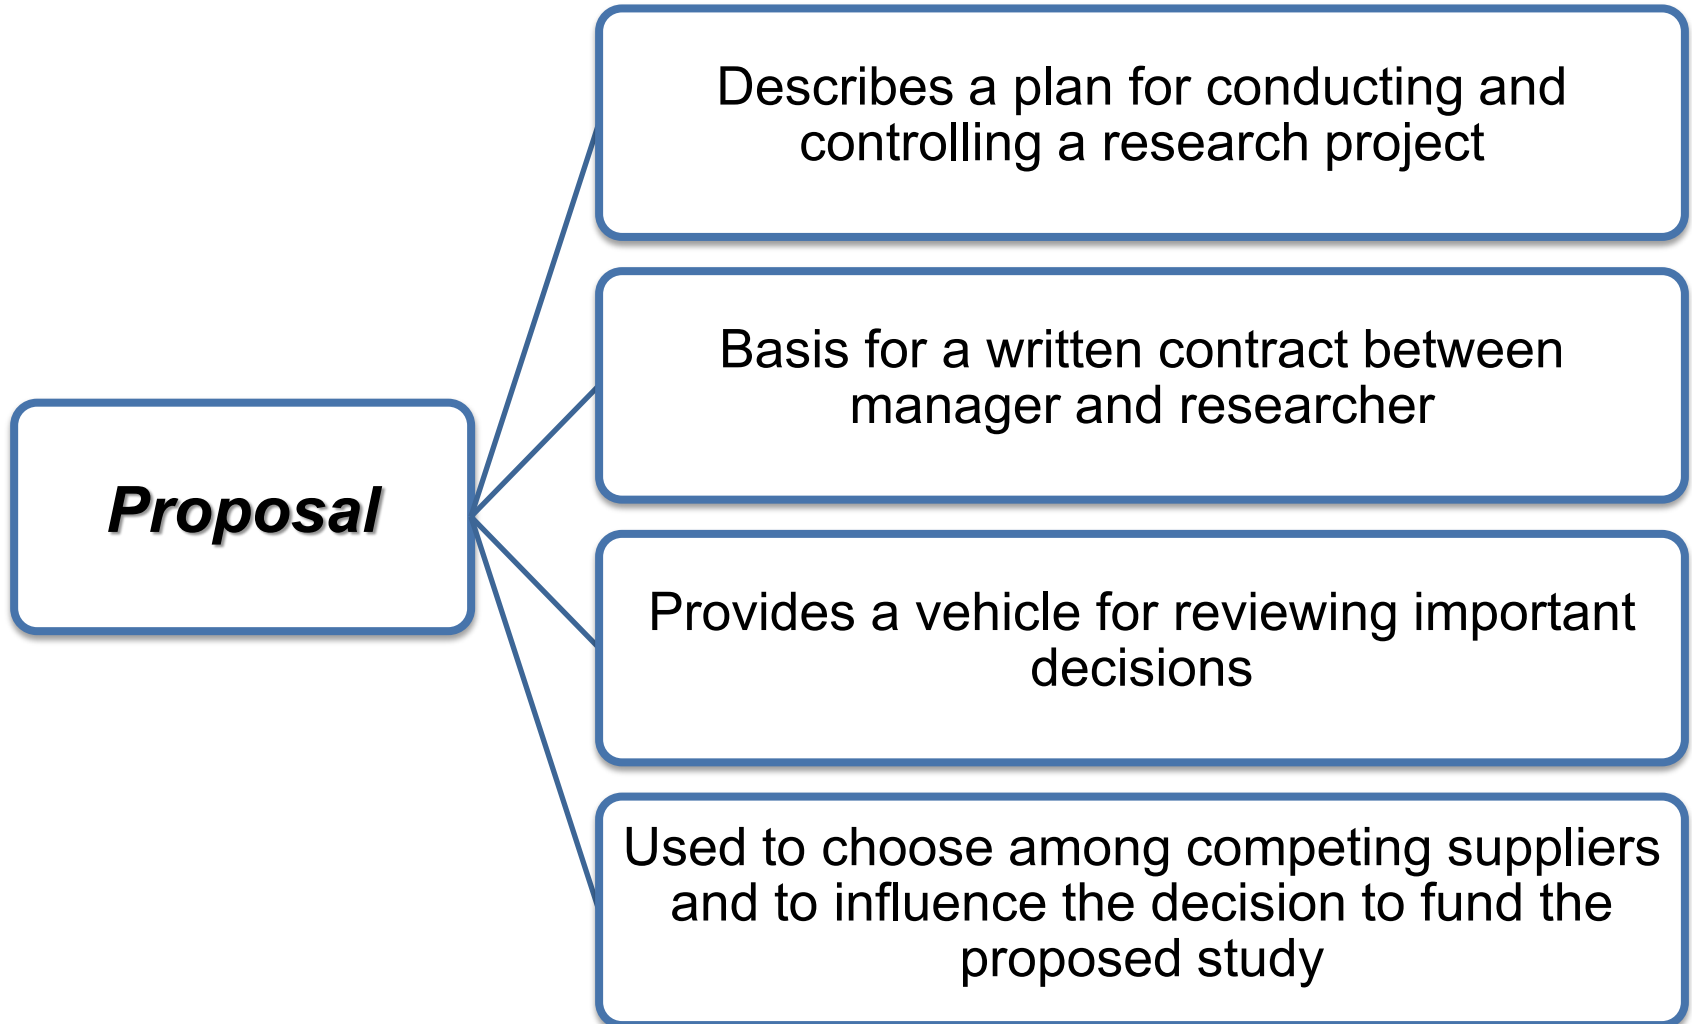 Describes a plan for conducting and
controlling a research project
Basis for a written contract between
manager and researcher
Proposal
Provides a vehicle for reviewing important
decisions
Used to choose among competing suppliers
and to influence the decision to fund the
proposed study